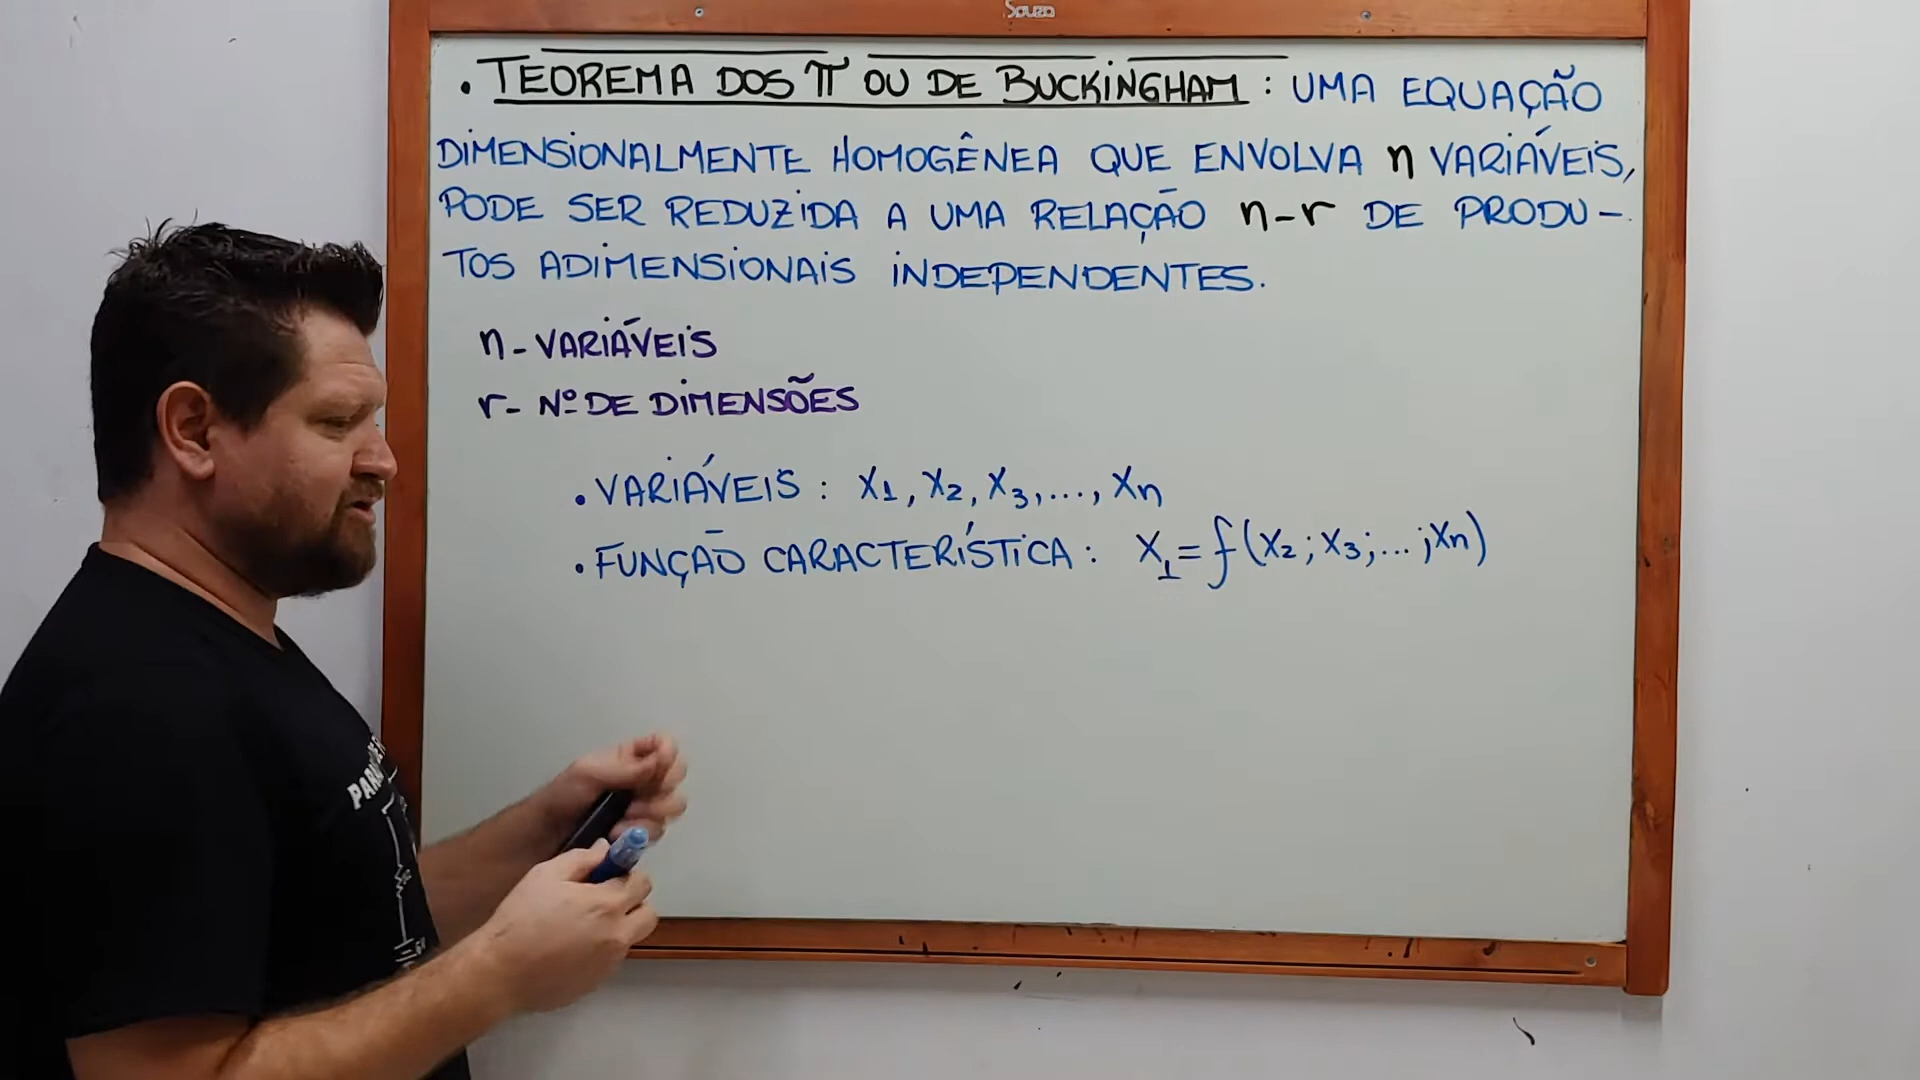 Souza
• TEOREMA DOS π OU DE BUCKINGHAM : UMA EQUAÇÃO
DIMENSIONALMENTE HOMOGÊNEA QUE ENVOLVA n VARIÁVEIS,
PODE SER REDUZIDA A UMA RELAÇÃO n-r DE PRODU-
TOS ADIMENSIONAIS INDEPENDENTES.
n - VARIÁVEIS
r - Nº DE DIMENSÕES
• VARIÁVEIS : X₁, X₂, X₃, ..., Xn
• FUNÇÃO CARACTERÍSTICA : X₁ = f(X₂; X₃; ... ; Xn)